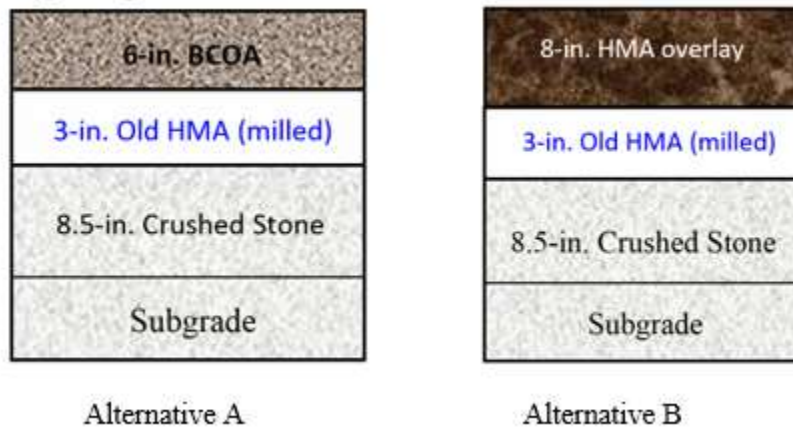 6-in. BCOA
3-in. Old HMA (milled)
8.5-in. Crushed Stone
Subgrade
Alternative A
8-in. HMA overlay
3-in. Old HMA (milled)
8.5-in. Crushed Stone
Subgrade
Alternative B